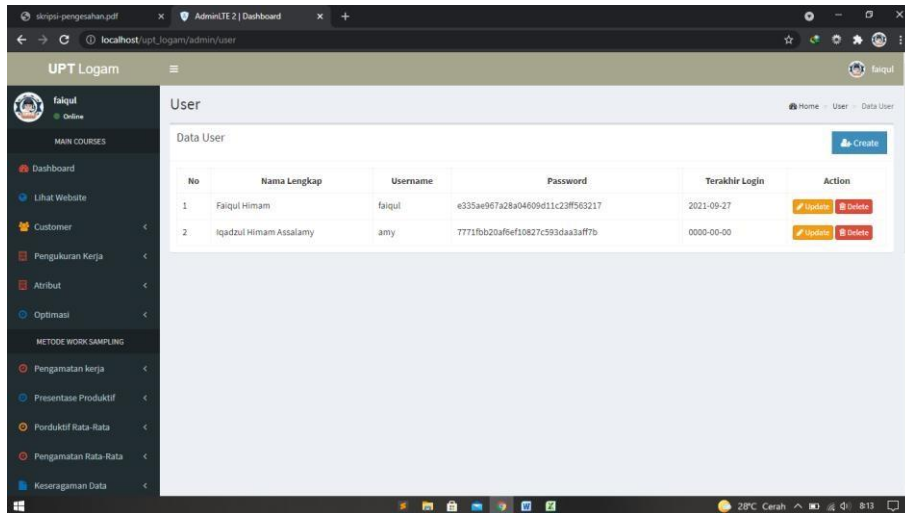 skripsi-pengesahan.pdf
AdminLTE 2 | Dashboard
localhost/upt_logam/admin/user
UPT Logam
faiqul
faiqul
Online
MAIN COURSES
Dashboard
Lihat Website
Customer
Pengukuran Kerja
Atribut
Optimasi
METODE WORK SAMPLING
Pengamatan kerja
Presentase Produktif
Porduktif Rata-Rata
Pengamatan Rata-Rata
Keseragaman Data
User
Home User Data User
Data User
Create
No Nama Lengkap Username Password Terakhir Login Action
1 Faiqul Himam faiqul e335ae967a28a04609d11c23ff563217 2021-09-27 Update Delete
2 Iqadzul Himam Assalamy amy 7771fbb20af6ef10827c593daa3aff7b 0000-00-00 Update Delete
28°C Cerah 8:13